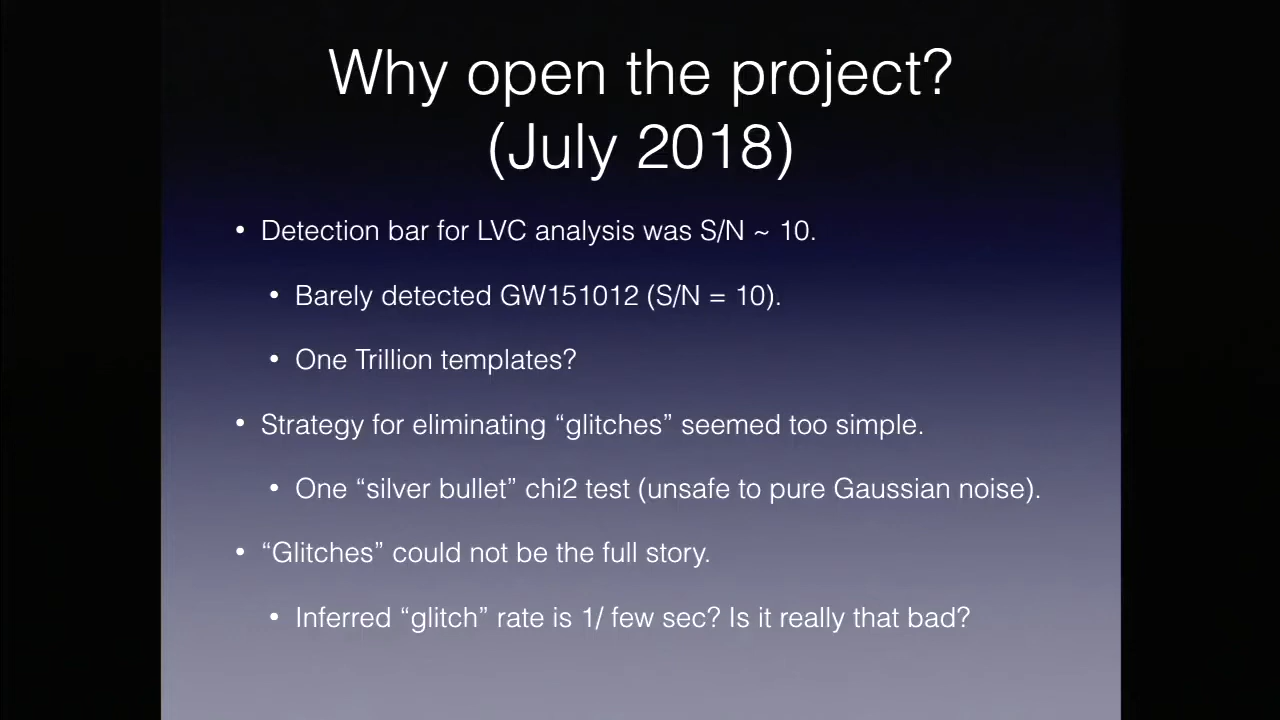 Why open the project?
(July 2018)
• Detection bar for LVC analysis was S/N ~ 10.
• Barely detected GW151012 (S/N = 10).
• One Trillion templates?
• Strategy for eliminating “glitches” seemed too simple.
• One “silver bullet” chi2 test (unsafe to pure Gaussian noise).
• “Glitches” could not be the full story.
• Inferred “glitch” rate is 1/ few sec? Is it really that bad?